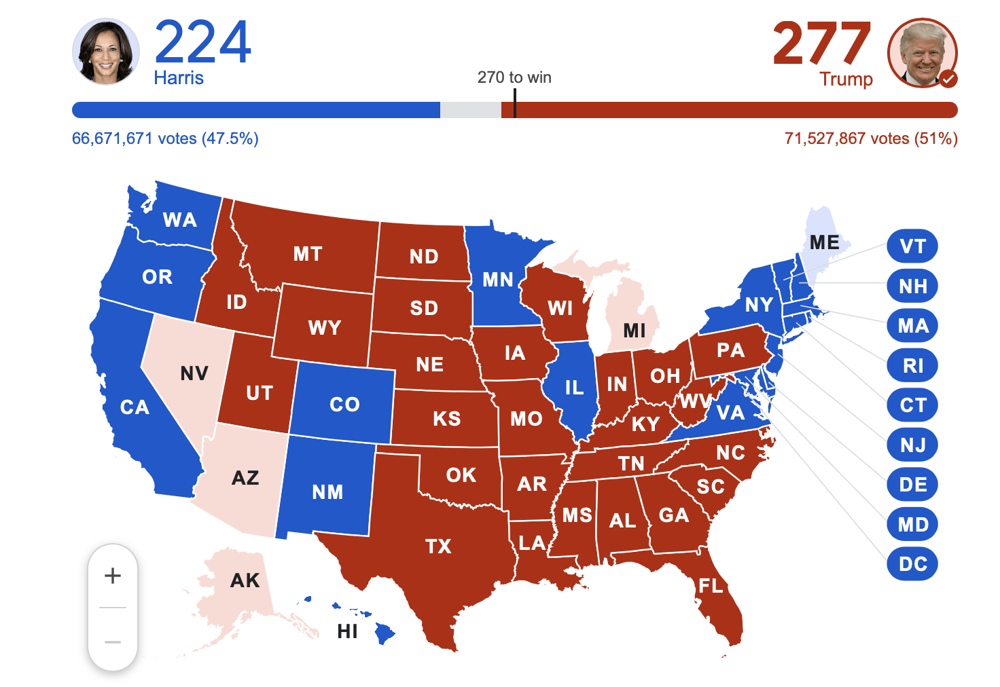 224
Harris
277
Trump
270 to win
66,671,671 votes (47.5%)
71,527,867 votes (51%)
WA
MT
ND
MN
ME
VT
OR
ID
SD
WI
MI
NY
NH
MA
WY
NV
NE
IA
PA
RI
UT
CO
IL
IN
OH
WV
VA
CT
CA
KS
MO
KY
NJ
AZ
NM
OK
AR
TN
NC
SC
DE
TX
LA
MS
AL
GA
MD
DC
+
AK
HI
FL
−